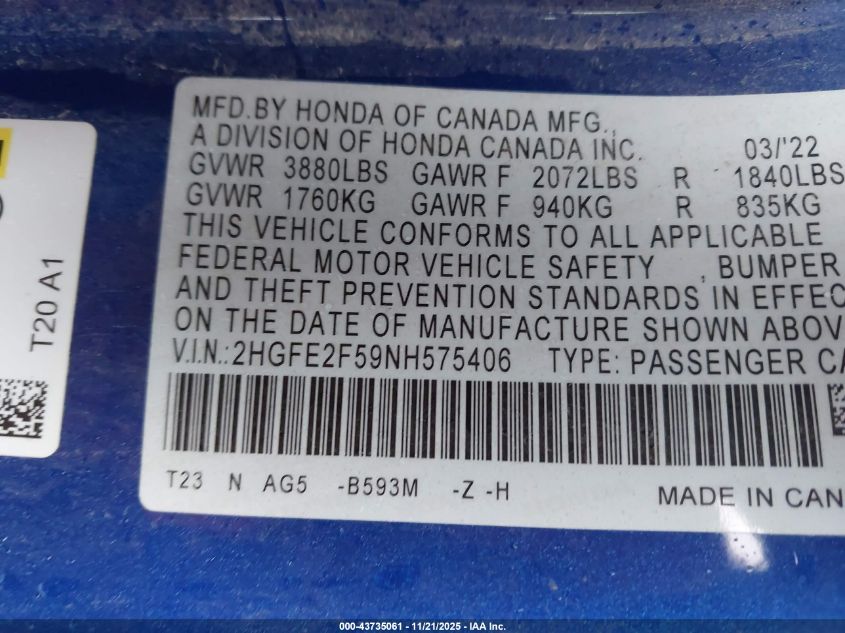 MFD.BY HONDA OF CANADA MFG.,
A DIVISION OF HONDA CANADA INC. 03/'22
GVWR 3880LBS GAWR F 2072LBS R 1840LBS
GVWR 1760KG GAWR F 940KG R 835KG
THIS VEHICLE CONFORMS TO ALL APPLICABLE
FEDERAL MOTOR VEHICLE SAFETY , BUMPER
AND THEFT PREVENTION STANDARDS IN EFFEC
ON THE DATE OF MANUFACTURE SHOWN ABOV
V.I.N.: 2HGFE2F59NH575406 TYPE: PASSENGER CA
T23 N AG5 -B593M -Z -H
MADE IN CAN
T20 A1
000-43735061 - 11/21/2025 - IAA Inc.